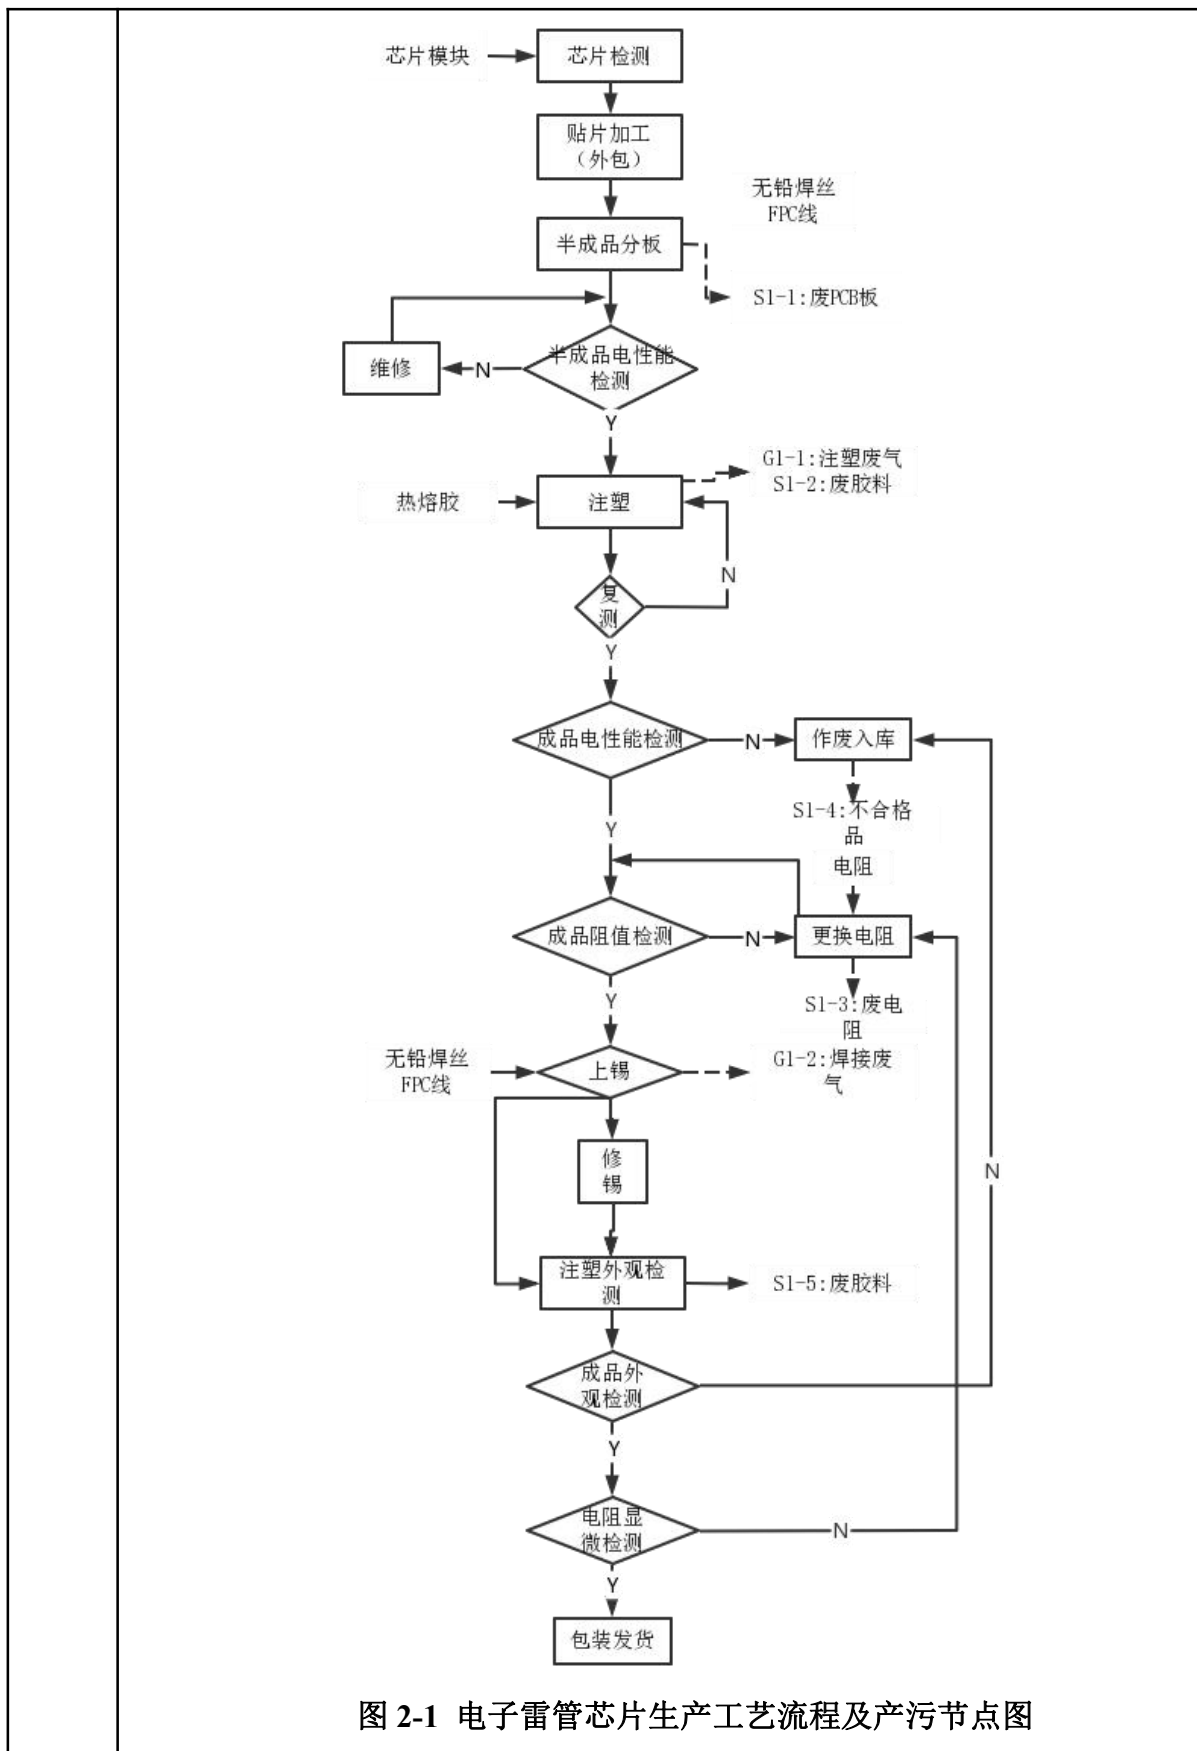 芯片模块
芯片检测
贴片加工
（外包）
无铅焊丝
FPC线
半成品分板
S1-1:废PCB板
半成品电性能
检测
N
维修
Y
G1-1:注塑废气
S1-2:废胶料
热熔胶
注塑
N
复
测
Y
成品电性能检测
N
作废入库
S1-4:不合格
品
Y
电阻
成品阻值检测
N
更换电阻
S1-3:废电
阻
Y
无铅焊丝
FPC线
上锡
G1-2:焊接废
气
修
锡
N
注塑外观检
测
S1-5:废胶料
成品外
观检测
Y
电阻显
微检测
N
Y
包装发货
图 2-1 电子雷管芯片生产工艺流程及产污节点图